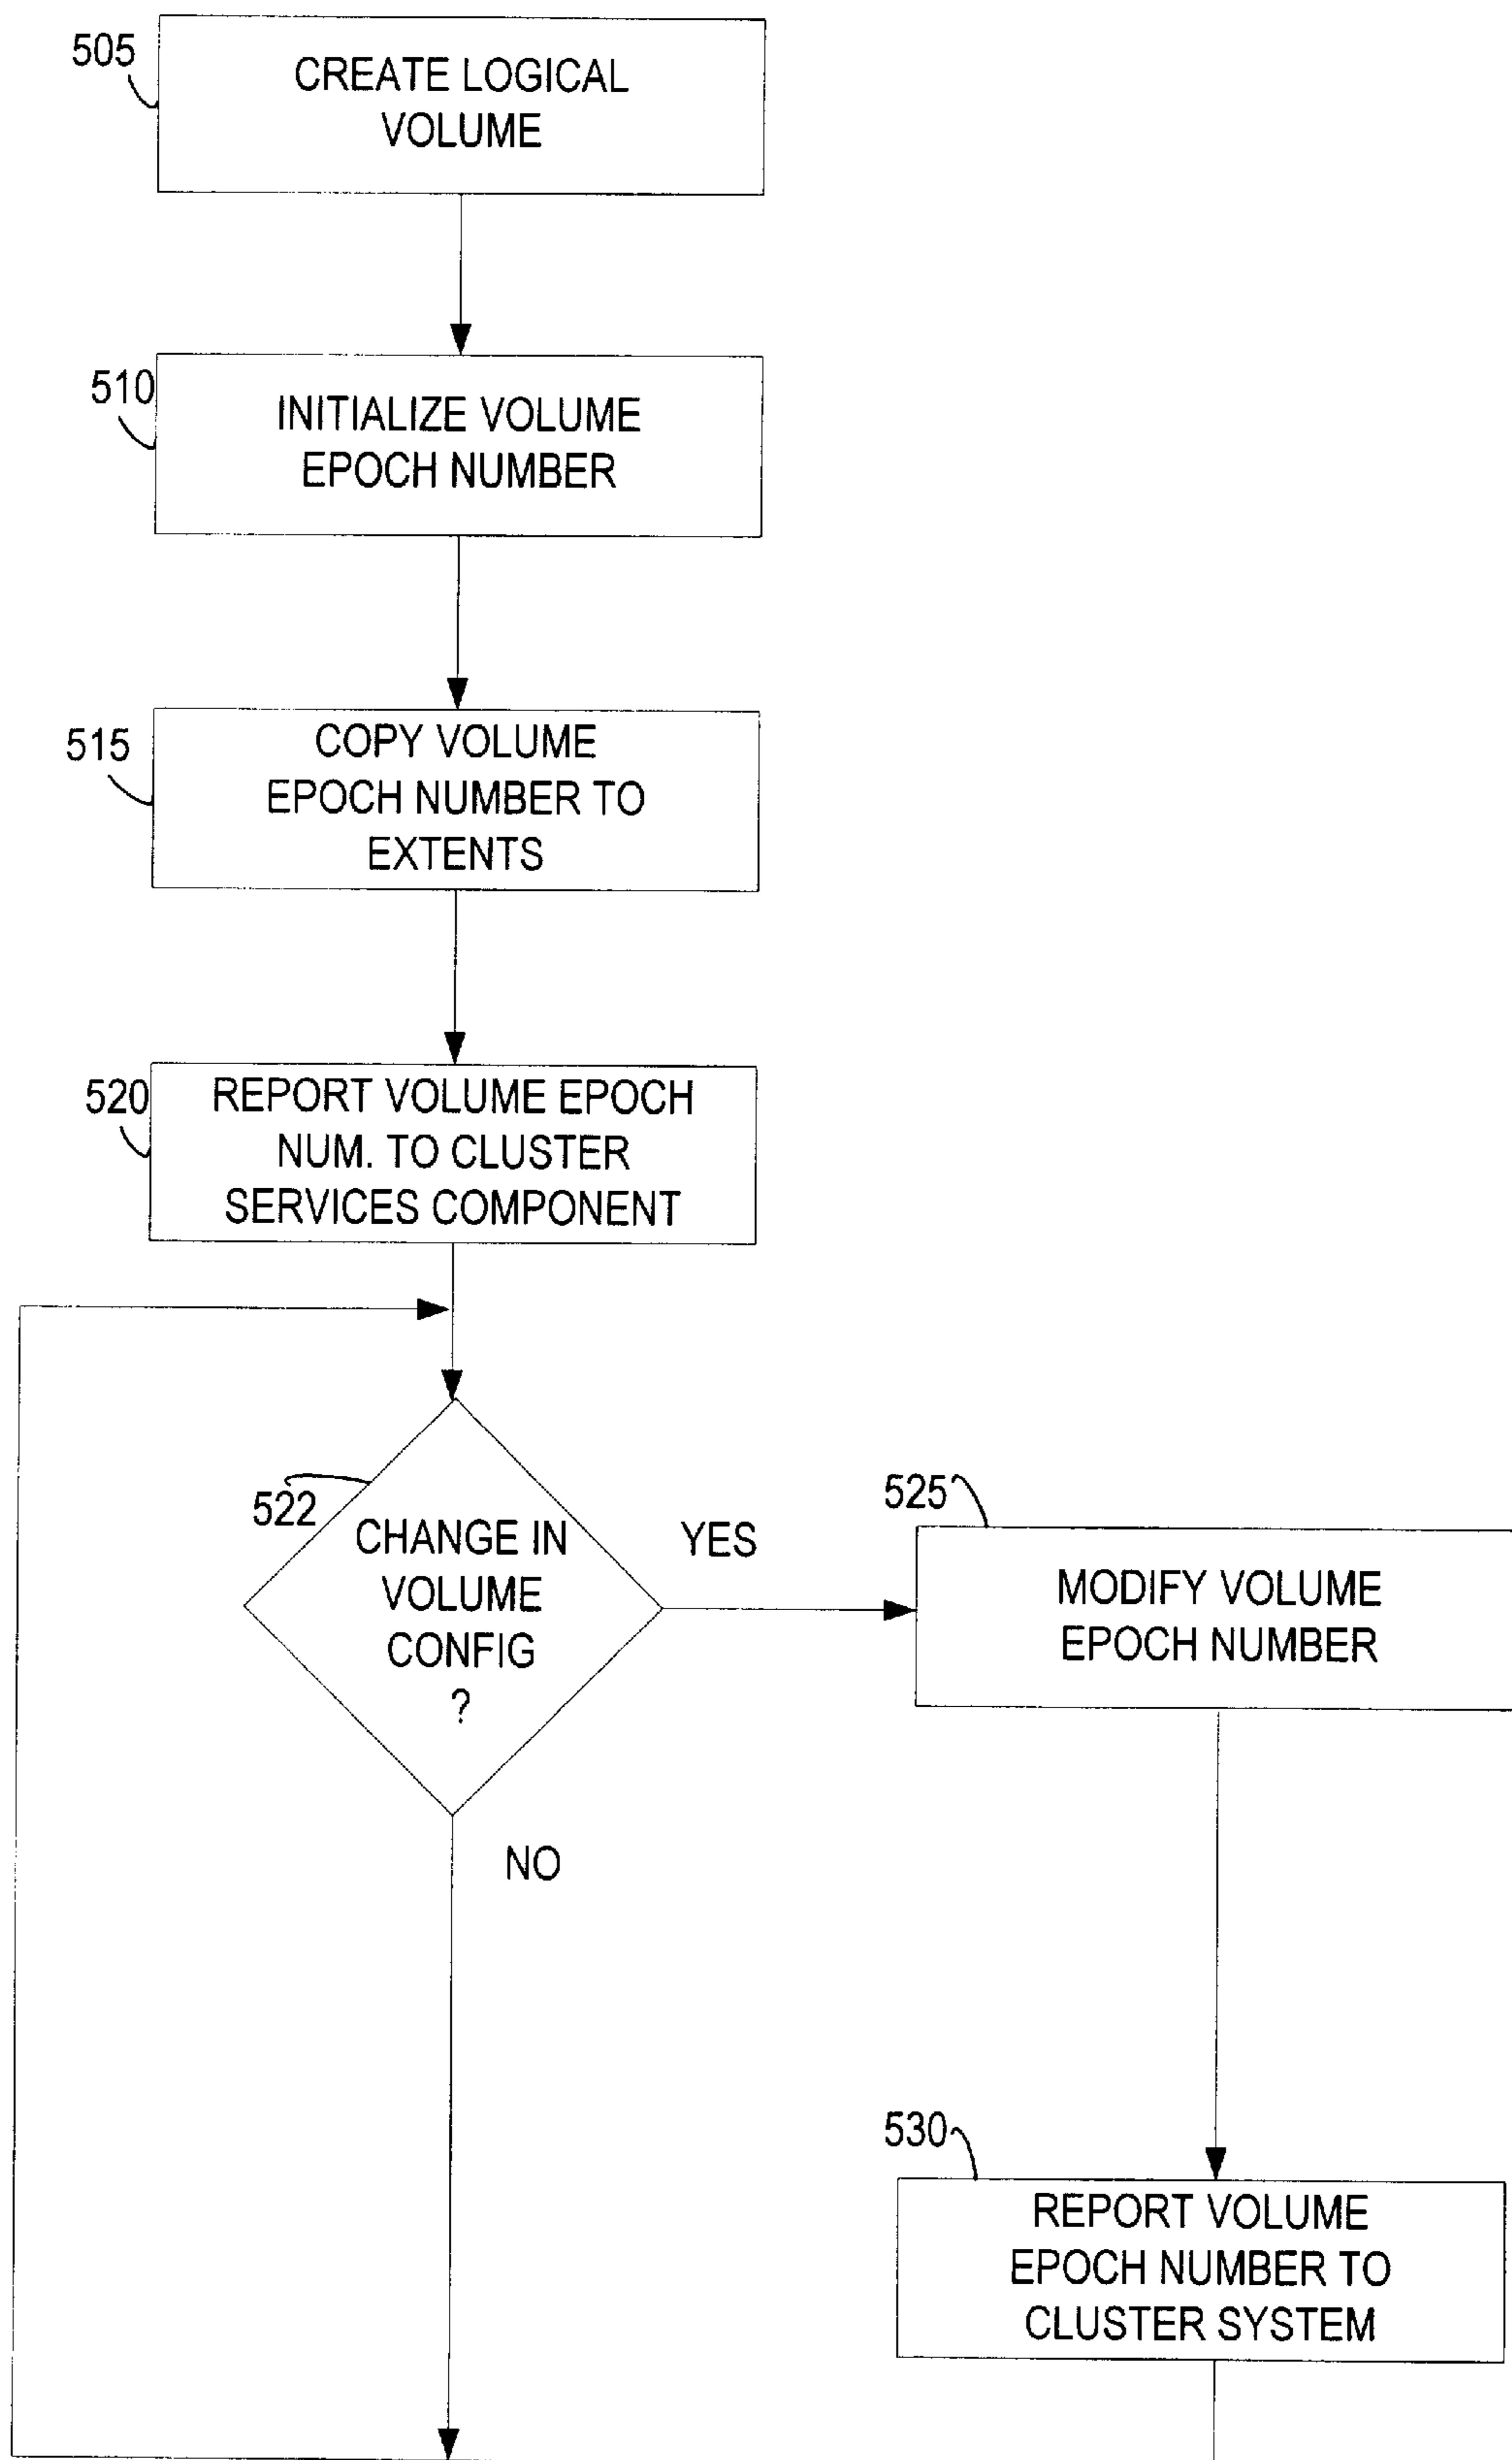 505
CREATE LOGICAL
VOLUME
510
INITIALIZE VOLUME
EPOCH NUMBER
515
COPY VOLUME
EPOCH NUMBER TO
EXTENTS
520
REPORT VOLUME EPOCH
NUM. TO CLUSTER
SERVICES COMPONENT
522
CHANGE IN
VOLUME
CONFIG
?
YES
NO
525
MODIFY VOLUME
EPOCH NUMBER
530
REPORT VOLUME
EPOCH NUMBER TO
CLUSTER SYSTEM